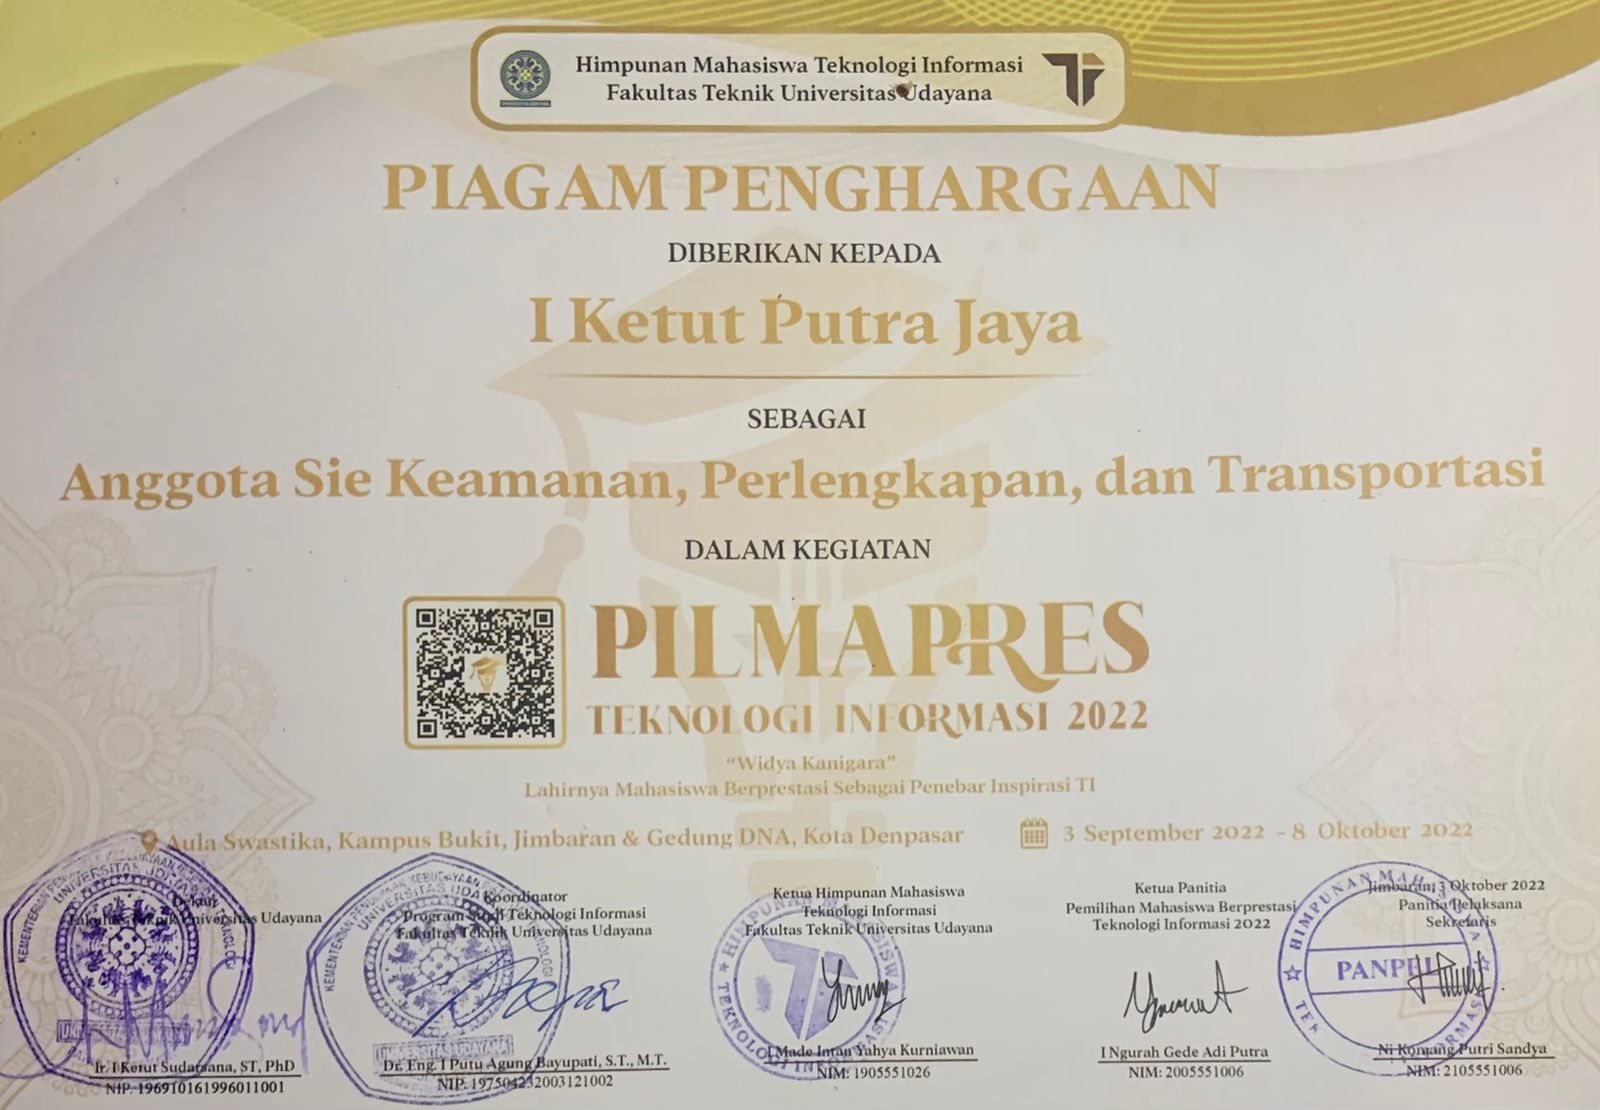 Himpunan Mahasiswa Teknologi Informasi
Fakultas Teknik Universitas Udayana
PIAGAM PENGHARGAAN
DIBERIKAN KEPADA
I Ketut Putra Jaya
SEBAGAI
Anggota Sie Keamanan, Perlengkapan, dan Transportasi
DALAM KEGIATAN
PILMAPRES
TEKNOLOGI INFORMASI 2022
“Widya Kanigara”
Lahirnya Mahasiswa Berprestasi Sebagai Penebar Inspirasi TI
Aula Swastika, Kampus Bukit, Jimbaran & Gedung DNA, Kota Denpasar
3 September 2022 - 8 Oktober 2022
Dekan
Fakultas Teknik Universitas Udayana
Ir. I Ketut Sudarsana, ST, PhD
NIP: 196910161996011001
Koordinator
Program Studi Teknologi Informasi
Fakultas Teknik Universitas Udayana
UNIVERSITAS UDAYANA
Dr. Eng. I Putu Agung Bayupati, S.T., M.T.
NIP. 197504232003121002
Ketua Himpunan Mahasiswa
Teknologi Informasi
Fakultas Teknik Universitas Udayana
I Made Intan Yahya Kurniawan
NIM: 1905551026
Ketua Panitia
Pemilihan Mahasiswa Berprestasi
Teknologi Informasi 2022
I Ngurah Gede Adi Putra
NIM: 2005551006
Jimbaran, 3 Oktober 2022
Panitia Pelaksana
Sekretaris
PANPEL
Ni Komang Putri Sandya
NIM: 2105551006